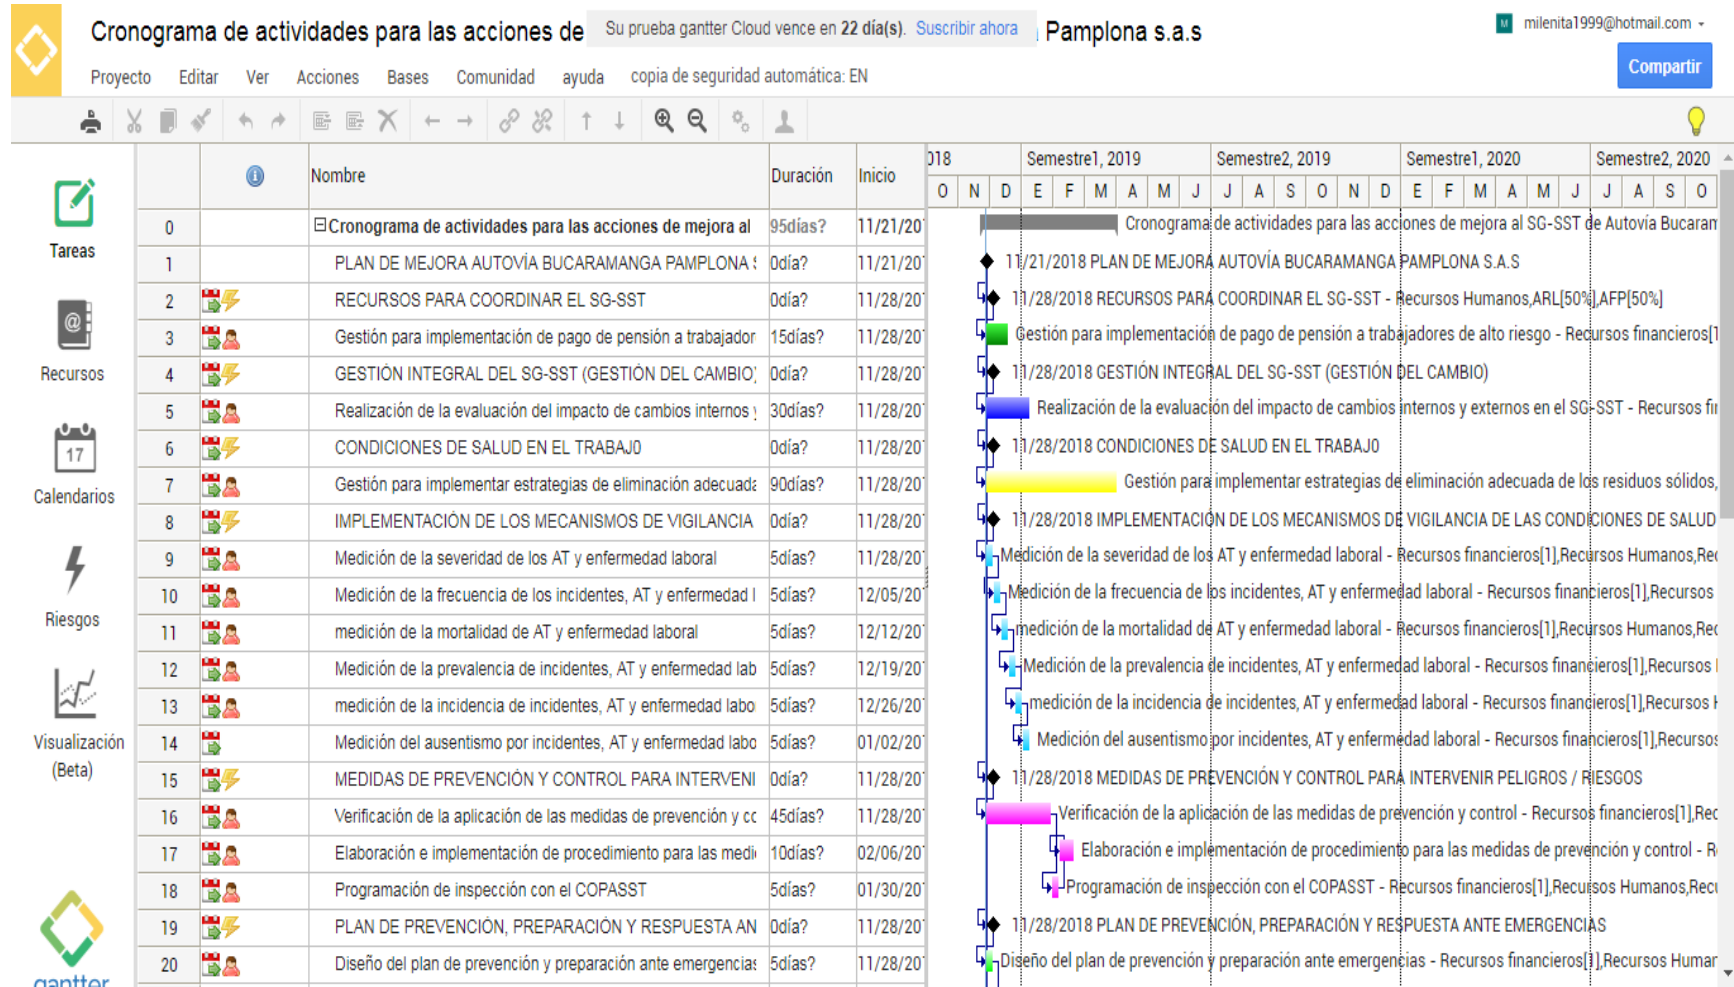 Cronograma de actividades para las acciones de
Su prueba gantter Cloud vence en 22 día(s). Suscribir ahora
Pamplona s.a.s
M milenita1999@hotmail.com
Proyecto Editar Ver Acciones Bases Comunidad ayuda copia de seguridad automática: EN
Compartir
Tareas
Recursos
17
Calendarios
Riesgos
Visualización
(Beta)
gantter
Nombre Duración Inicio
018 Semestre1, 2019 Semestre2, 2019 Semestre1, 2020 Semestre2, 2020
O N D E F M A M J J A S O N D E F M A M J J A S O
0 Cronograma de actividades para las acciones de mejora al 95días? 11/21/20
1 PLAN DE MEJORA AUTOVÍA BUCARAMANGA PAMPLONA 0día? 11/21/20
2 RECURSOS PARA COORDINAR EL SG-SST 0día? 11/28/20
3 Gestión para implementación de pago de pensión a trabajador 15días? 11/28/20
4 GESTIÓN INTEGRAL DEL SG-SST (GESTIÓN DEL CAMBIO) 0día? 11/28/20
5 Realización de la evaluación del impacto de cambios internos y 30días? 11/28/20
6 CONDICIONES DE SALUD EN EL TRABAJ0 0día? 11/28/20
7 Gestión para implementar estrategias de eliminación adecuada 90días? 11/28/20
8 IMPLEMENTACIÓN DE LOS MECANISMOS DE VIGILANCIA 0día? 11/28/20
9 Medición de la severidad de los AT y enfermedad laboral 5días? 11/28/20
10 Medición de la frecuencia de los incidentes, AT y enfermedad l 5días? 12/05/20
11 medición de la mortalidad de AT y enfermedad laboral 5días? 12/12/20
12 Medición de la prevalencia de incidentes, AT y enfermedad lab 5días? 12/19/20
13 medición de la incidencia de incidentes, AT y enfermedad labo 5días? 12/26/20
14 Medición del ausentismo por incidentes, AT y enfermedad labo 5días? 01/02/20
15 MEDIDAS DE PREVENCIÓN Y CONTROL PARA INTERVENI 0día? 11/28/20
16 Verificación de la aplicación de las medidas de prevención y cc 45días? 11/28/20
17 Elaboración e implementación de procedimiento para las medi 10días? 02/06/20
18 Programación de inspección con el COPASST 5días? 01/30/20
19 PLAN DE PREVENCIÓN, PREPARACIÓN Y RESPUESTA AN 0día? 11/28/20
20 Diseño del plan de prevención y preparación ante emergencias 5días? 11/28/20
Cronograma de actividades para las acciones de mejora al SG-SST de Autovía Bucaram
11/21/2018 PLAN DE MEJORA AUTOVÍA BUCARAMANGA PAMPLONA S.A.S
11/28/2018 RECURSOS PARA COORDINAR EL SG-SST - Recursos Humanos,ARL[50%],AFP[50%]
Gestión para implementación de pago de pensión a trabajadores de alto riesgo - Recursos financieros[1
11/28/2018 GESTIÓN INTEGRAL DEL SG-SST (GESTIÓN DEL CAMBIO)
Realización de la evaluación del impacto de cambios internos y externos en el SG-SST - Recursos fi
11/28/2018 CONDICIONES DE SALUD EN EL TRABAJ0
Gestión para implementar estrategias de eliminación adecuada de los residuos sólidos,
11/28/2018 IMPLEMENTACIÓN DE LOS MECANISMOS DE VIGILANCIA DE LAS CONDICIONES DE SALUD
Medición de la severidad de los AT y enfermedad laboral - Recursos financieros[1],Recursos Humanos,Rec
Medición de la frecuencia de los incidentes, AT y enfermedad laboral - Recursos financieros[1],Recursos
medición de la mortalidad de AT y enfermedad laboral - Recursos financieros[1],Recursos Humanos,Rec
Medición de la prevalencia de incidentes, AT y enfermedad laboral - Recursos financieros[1],Recursos
medición de la incidencia de incidentes, AT y enfermedad laboral - Recursos financieros[1],Recursos H
Medición del ausentismo por incidentes, AT y enfermedad laboral - Recursos financieros[1],Recursos
11/28/2018 MEDIDAS DE PREVENCIÓN Y CONTROL PARA INTERVENIR PELIGROS / RIESGOS
Verificación de la aplicación de las medidas de prevención y control - Recursos financieros[1],Rec
Elaboración e implementación de procedimiento para las medidas de prevención y control - R
Programación de inspección con el COPASST - Recursos financieros[1],Recursos Humanos,Recu
11/28/2018 PLAN DE PREVENCIÓN, PREPARACIÓN Y RESPUESTA ANTE EMERGENCIAS
Diseño del plan de prevención y preparación ante emergencias - Recursos financieros[1],Recursos Human